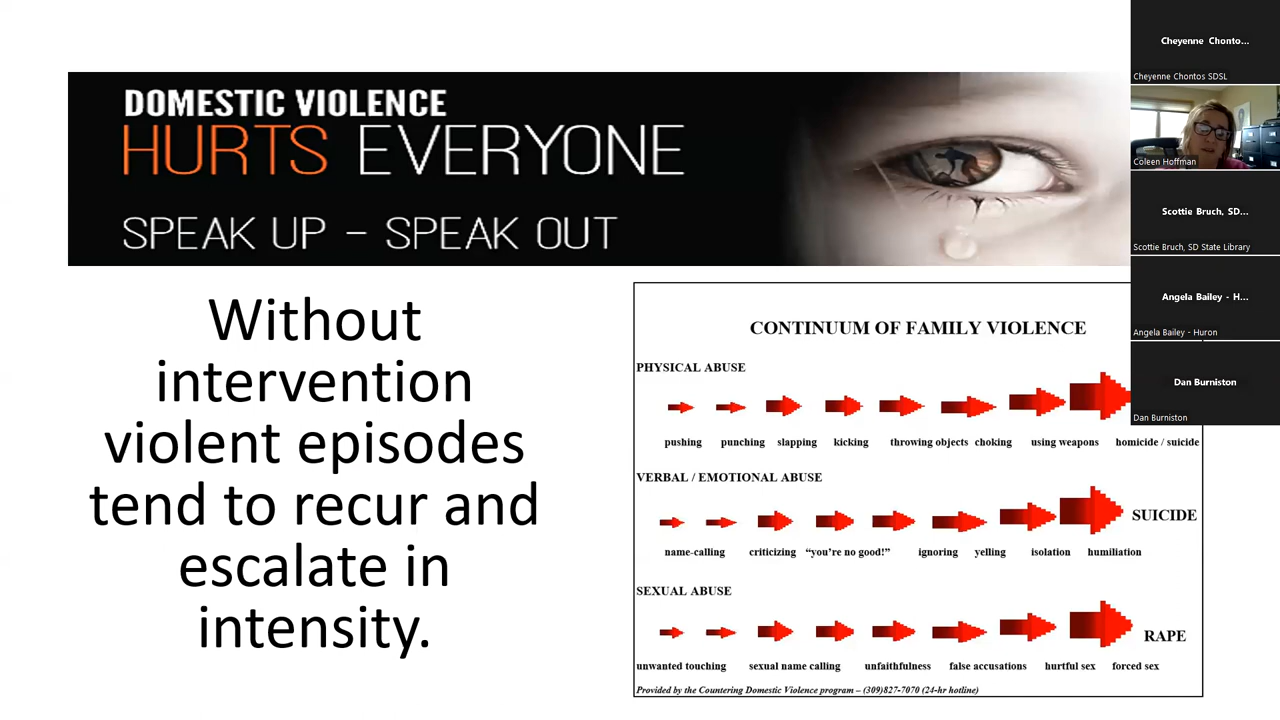 DOMESTIC VIOLENCE
HURTS EVERYONE
SPEAK UP – SPEAK OUT
Without
intervention
violent episodes
tend to recur and
escalate in
intensity.
CONTINUUM OF FAMILY VIOLENCE
PHYSICAL ABUSE
pushing punching slapping kicking throwing objects choking using weapons homicide / suicide
VERBAL / EMOTIONAL ABUSE
SUICIDE
name-calling criticizing “you’re no good!” ignoring yelling isolation humiliation
SEXUAL ABUSE
RAPE
unwanted touching sexual name calling unfaithfulness false accusations hurtful sex forced sex
Provided by the Countering Domestic Violence program – (309)827-7070 (24-hr hotline)
Cheyenne Chonto...
Cheyenne Chontos SDSL
Coleen Hoffman
Scottie Bruch, SD...
Scottie Bruch, SD State Library
Angela Bailey - H...
Angela Bailey - Huron
Dan Burniston
Dan Burniston